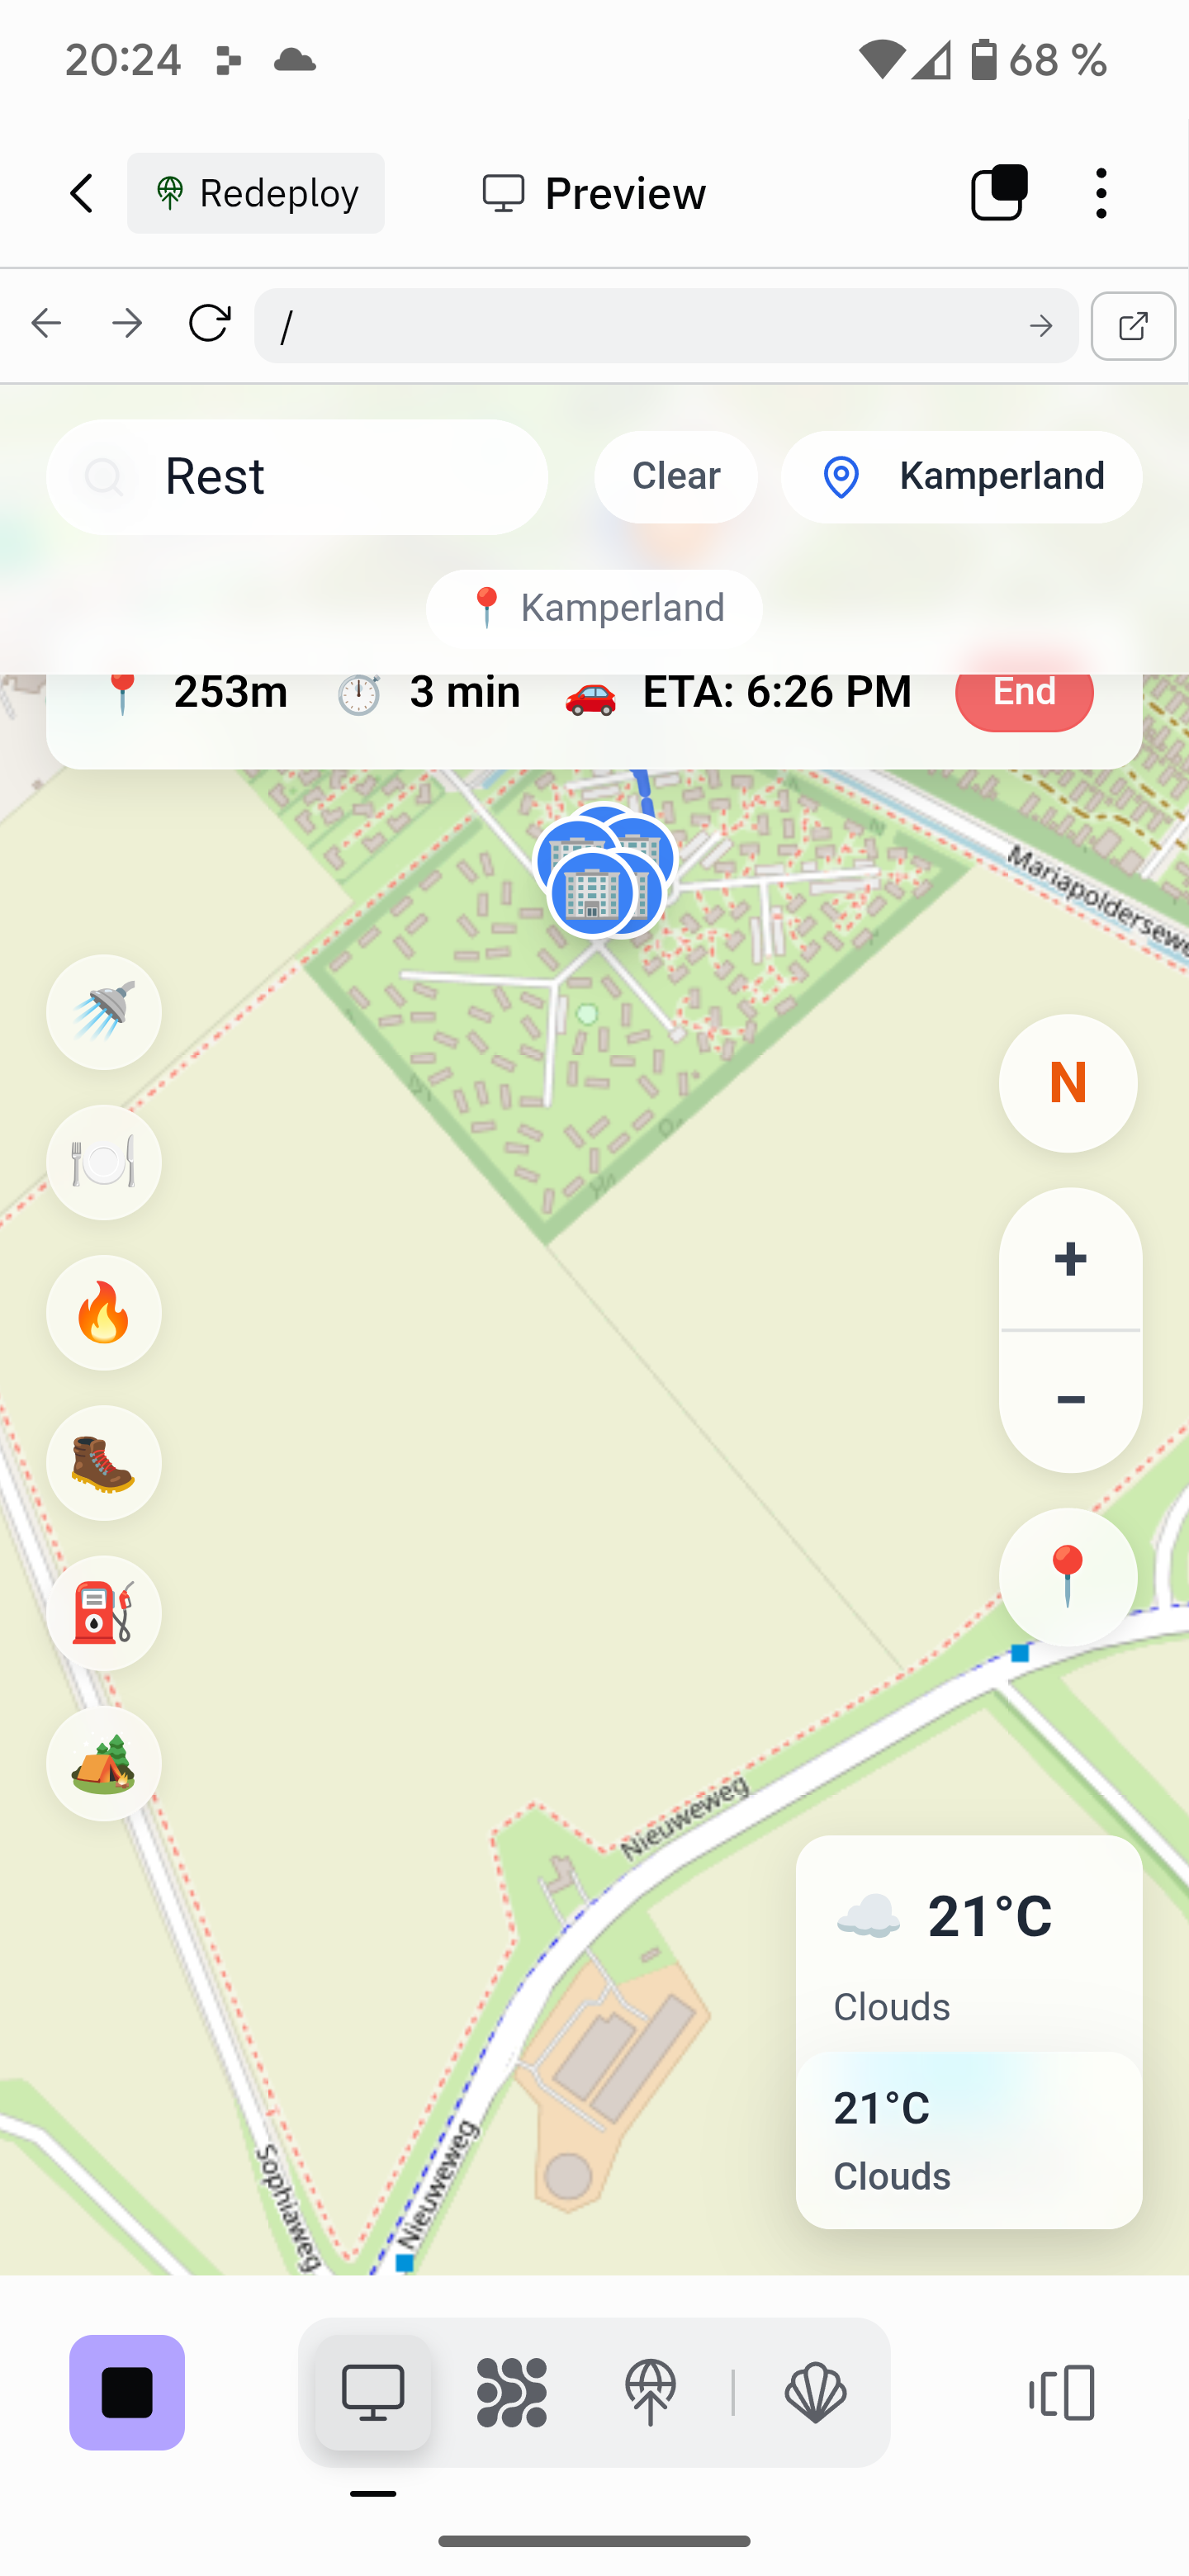 20:24 68 %
Redeploy Preview
/
Rest Clear Kamperland
📍 Kamperland
📍 253m ⏱️ 3 min 🚗 ETA: 6:26 PM End
Mariapolderseweg
N
+
−
Nieuweweg
☁️ 21°C
Clouds
21°C
Clouds
Sophiaweg
Nieuweweg